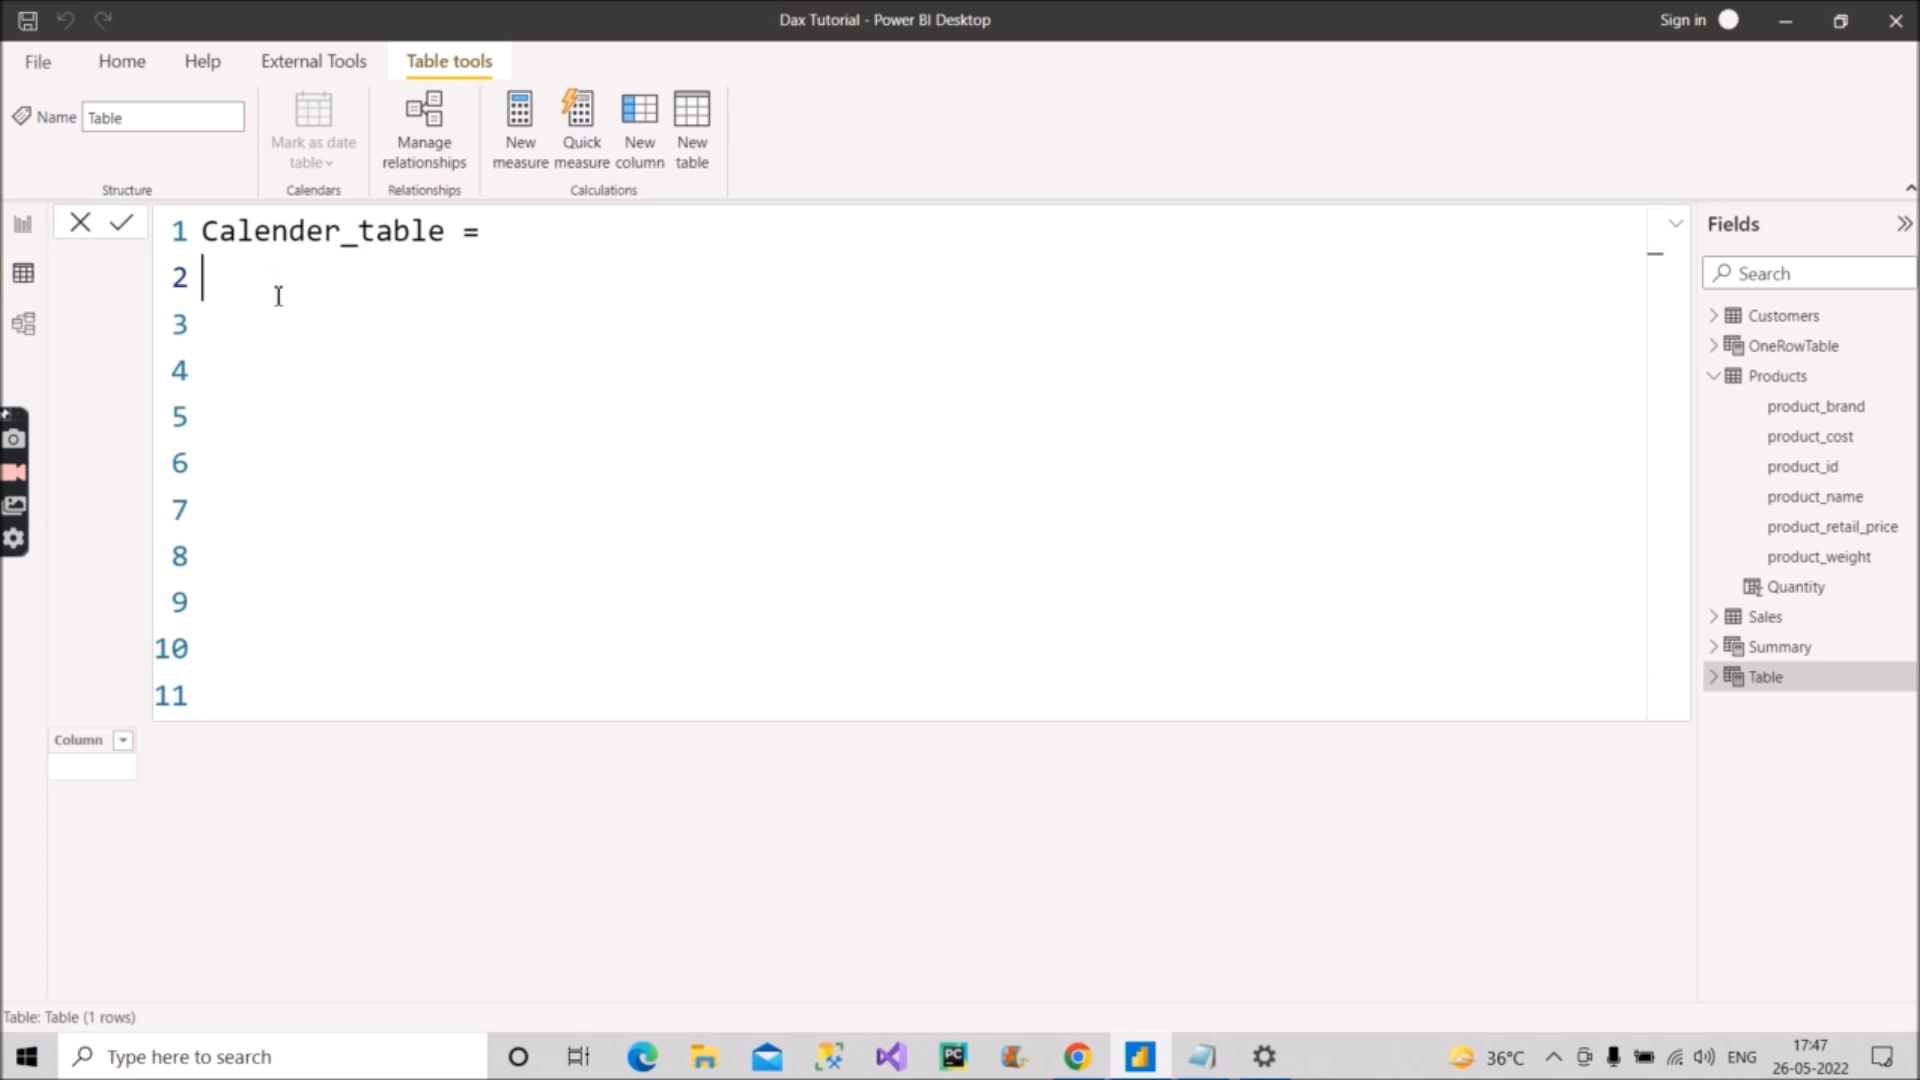 Dax Tutorial - Power BI Desktop
Sign in
File Home Help External Tools Table tools
Name Table
Mark as date table
Manage relationships
New measure
Quick measure
New column
New table
Structure Calendars Relationships Calculations
1 Calender_table =
2
3
4
5
6
7
8
9
10
11
Fields
Search
Customers
OneRowTable
Products
product_brand
product_cost
product_id
product_name
product_retail_price
product_weight
Quantity
Sales
Summary
Table
Column
Table: Table (1 rows)
Type here to search
PC
36°C
ENG
17:47
26-05-2022